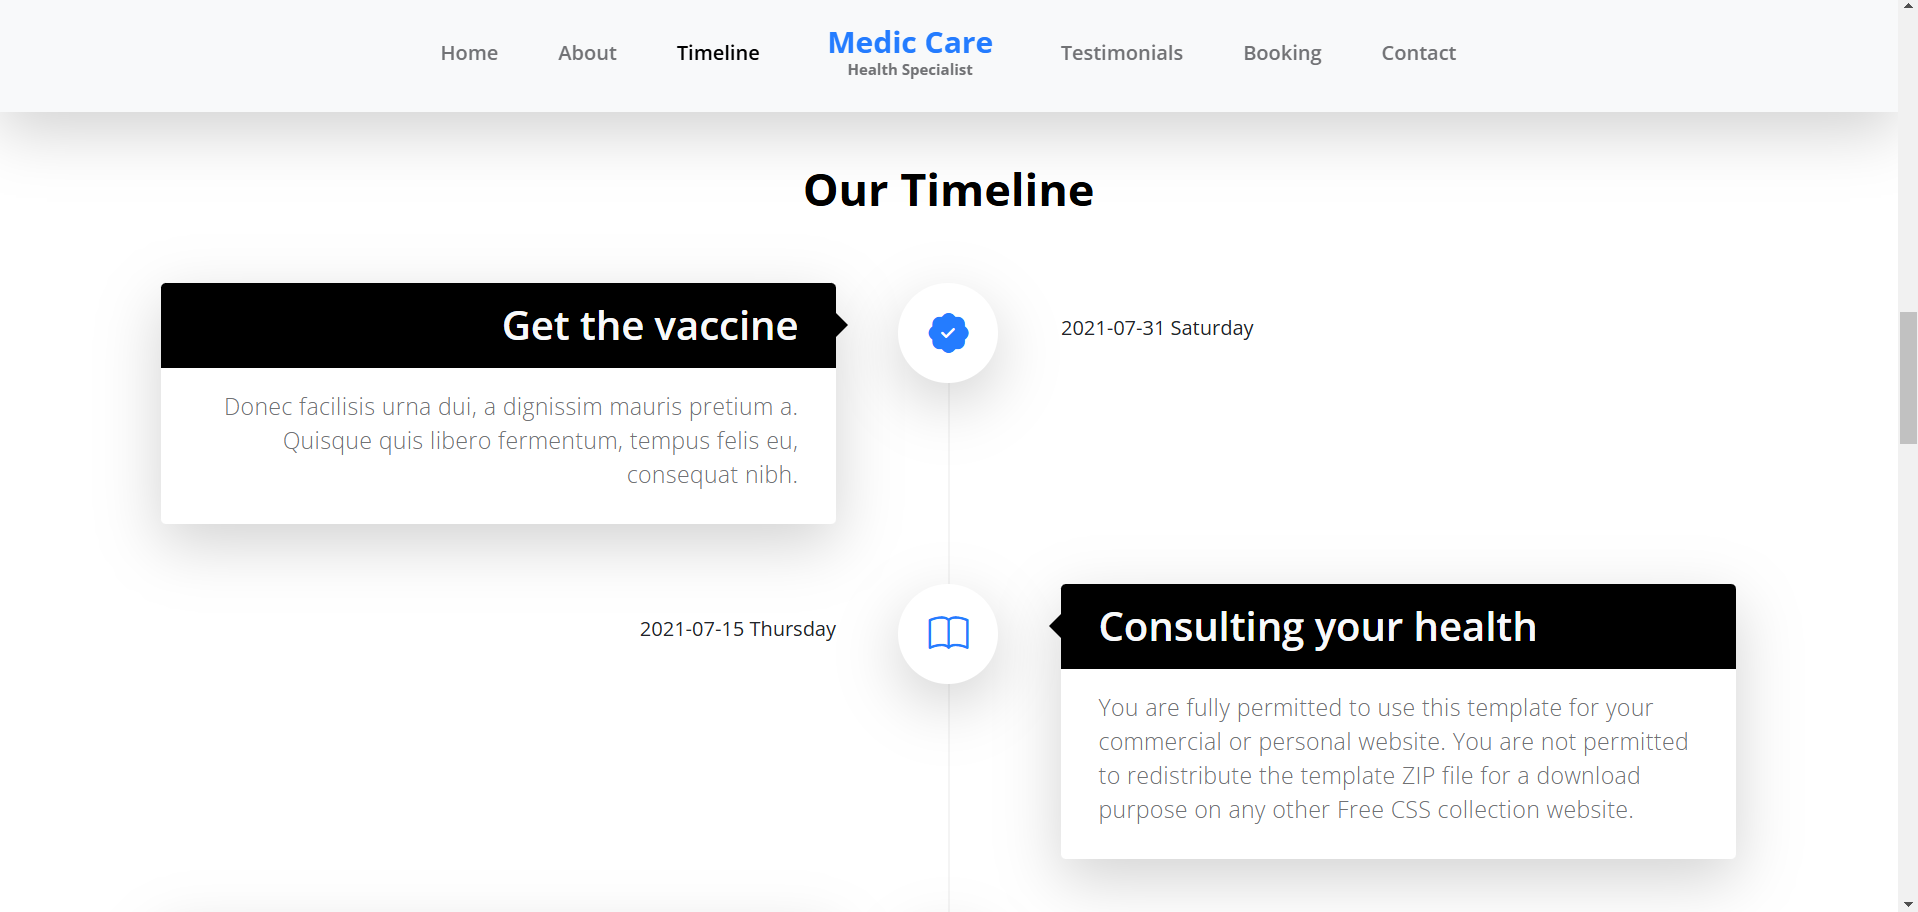 Home
About
Timeline
Medic Care
Health Specialist
Testimonials
Booking
Contact
Our Timeline
Get the vaccine
Donec facilisis urna dui, a dignissim mauris pretium a.
Quisque quis libero fermentum, tempus felis eu,
consequat nibh.
2021-07-31 Saturday
2021-07-15 Thursday
Consulting your health
You are fully permitted to use this template for your
commercial or personal website. You are not permitted
to redistribute the template ZIP file for a download
purpose on any other Free CSS collection website.